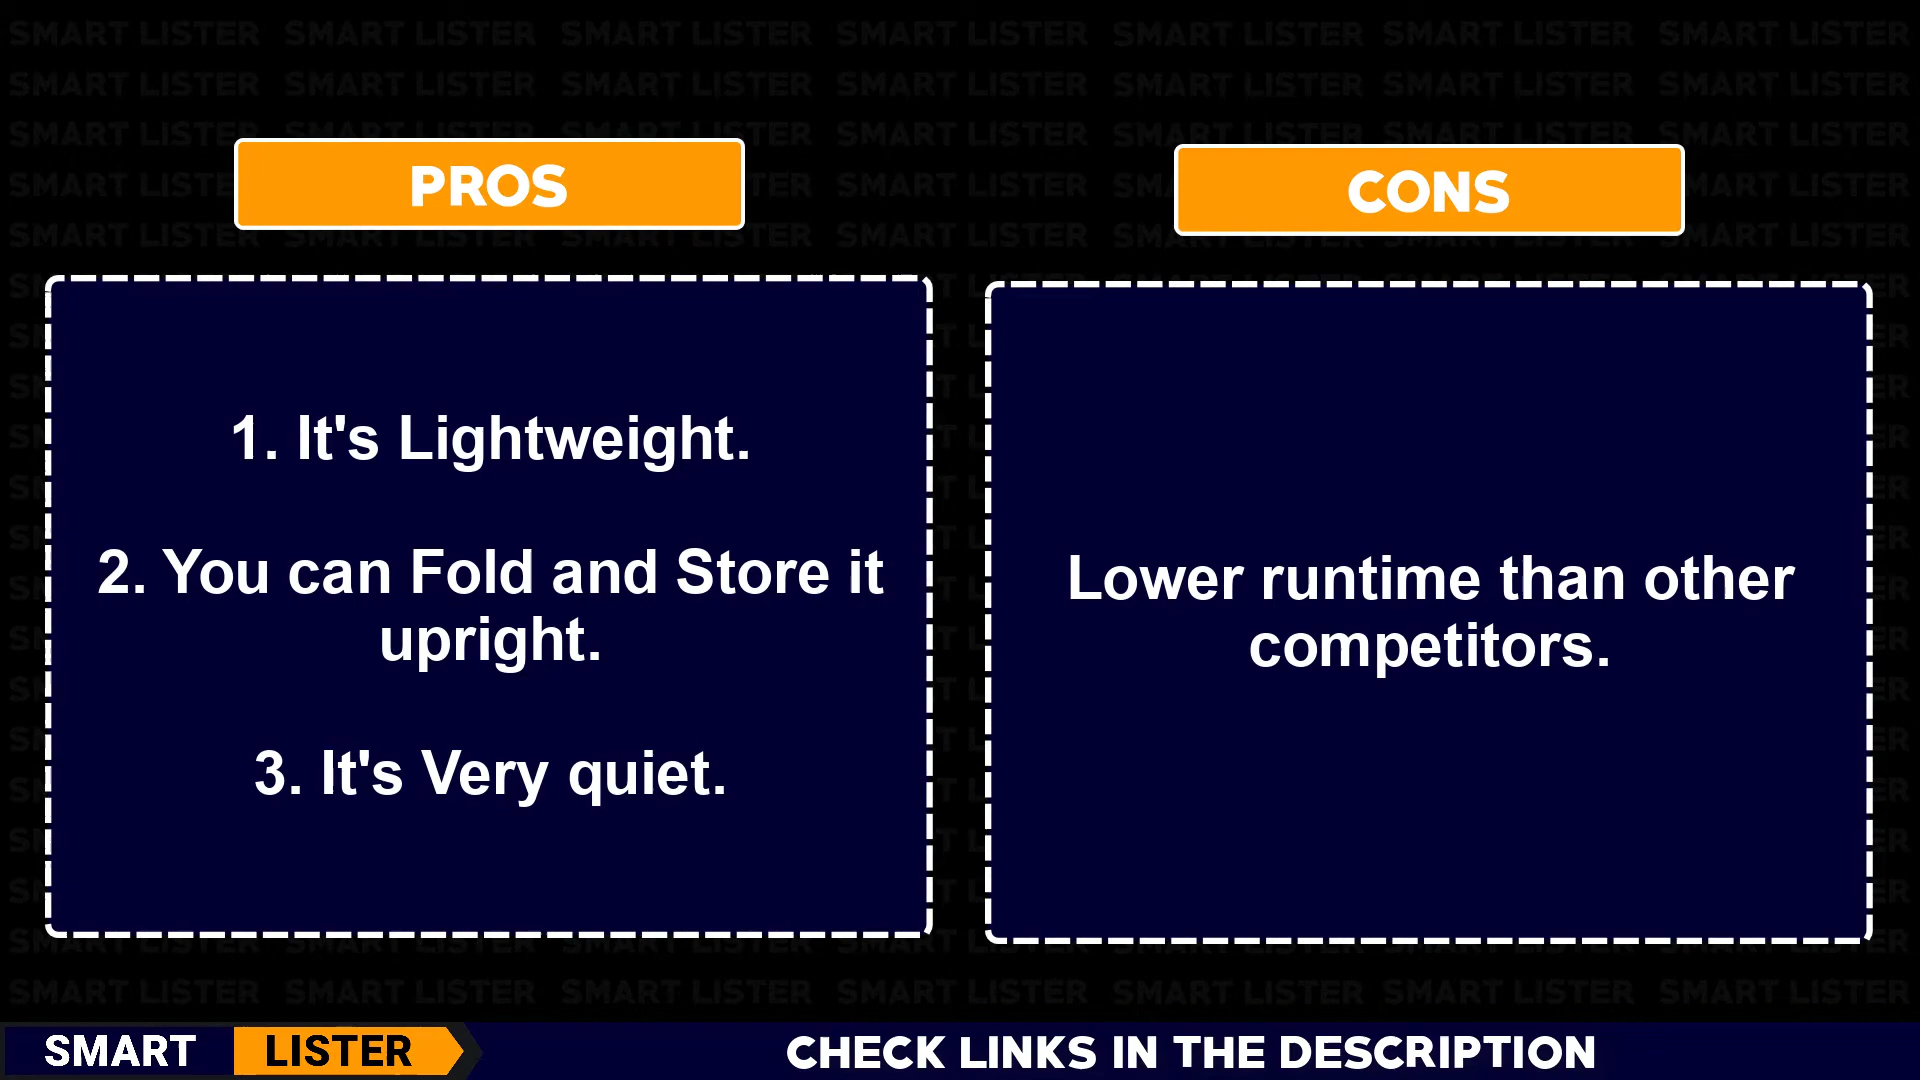 PROS
1. It's Lightweight.
2. You can Fold and Store it
upright.
3. It's Very quiet.
CONS
Lower runtime than other
competitors.
SMART LISTER
CHECK LINKS IN THE DESCRIPTION